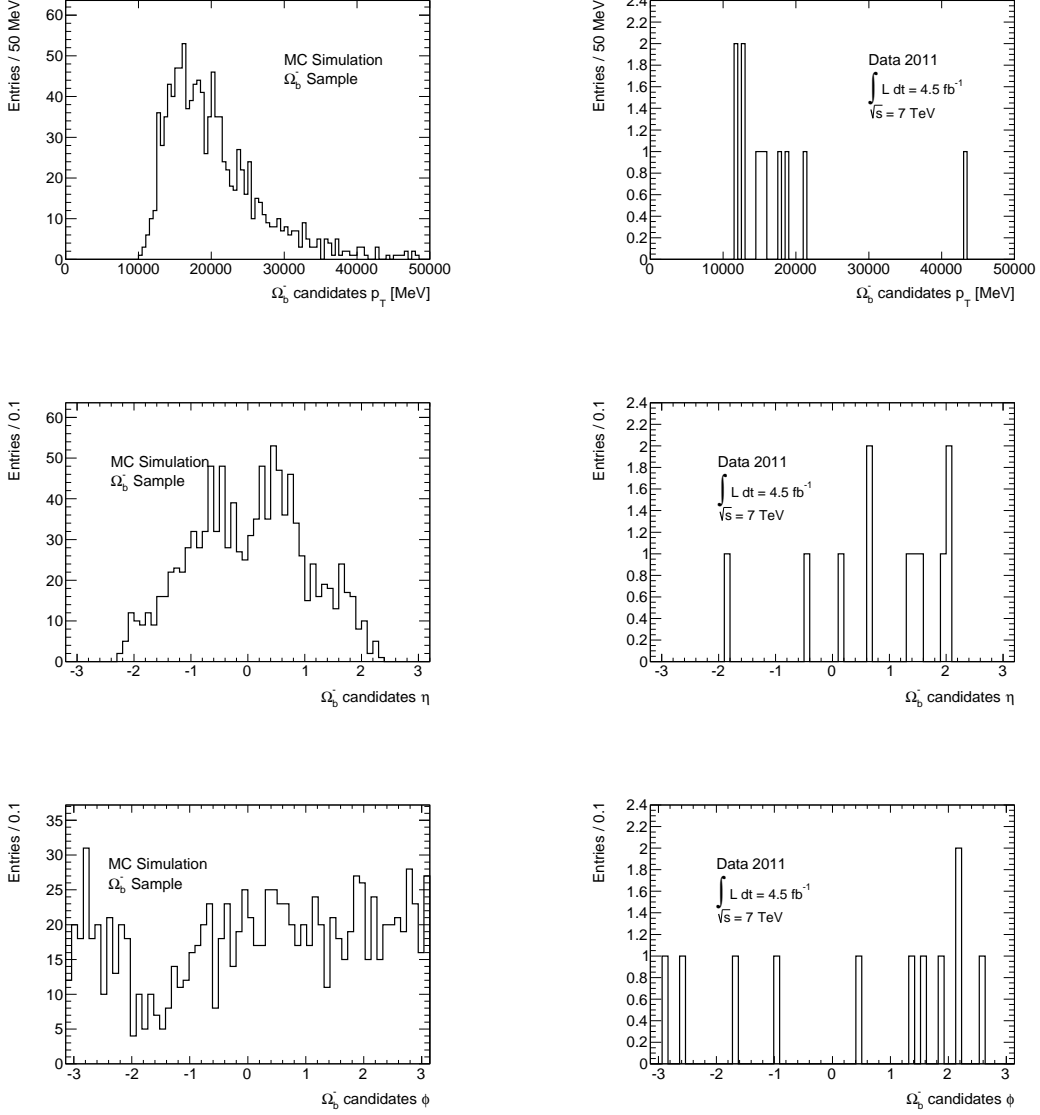 Entries / 50 MeV
60
50
40
30
20
10
0
MC Simulation
Ω_b^- Sample
0 10000 20000 30000 40000 50000
Ω_b^- candidates p_T [MeV]
Entries / 50 MeV
2.4
2.2
2
1.8
1.6
1.4
1.2
1
0.8
0.6
0.4
0.2
0
Data 2011
∫ L dt = 4.5 fb^-1
√s = 7 TeV
0 10000 20000 30000 40000 50000
Ω_b^- candidates p_T [MeV]
Entries / 0.1
60
50
40
30
20
10
0
MC Simulation
Ω_b^- Sample
-3 -2 -1 0 1 2 3
Ω_b^- candidates η
Entries / 0.1
2.4
2.2
2
1.8
1.6
1.4
1.2
1
0.8
0.6
0.4
0.2
0
Data 2011
∫ L dt = 4.5 fb^-1
√s = 7 TeV
-3 -2 -1 0 1 2 3
Ω_b^- candidates η
Entries / 0.1
35
30
25
20
15
10
5
0
MC Simulation
Ω_b^- Sample
-3 -2 -1 0 1 2 3
Ω_b^- candidates ϕ
Entries / 0.1
2.4
2.2
2
1.8
1.6
1.4
1.2
1
0.8
0.6
0.4
0.2
0
Data 2011
∫ L dt = 4.5 fb^-1
√s = 7 TeV
-3 -2 -1 0 1 2 3
Ω_b^- candidates ϕ